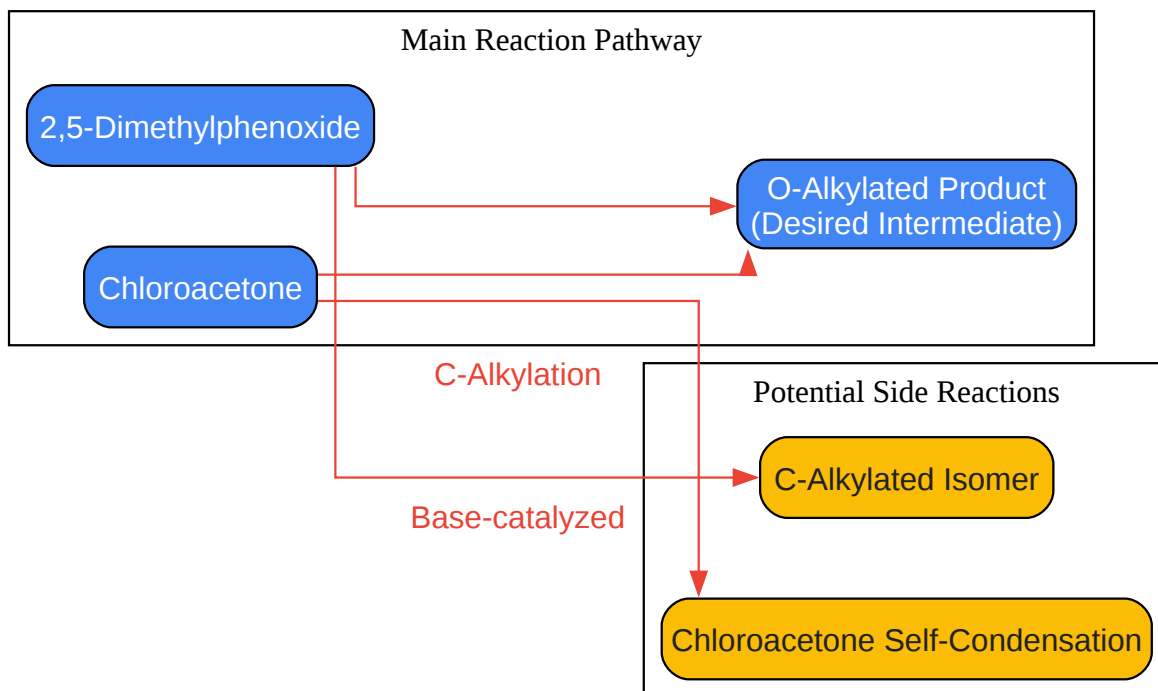 Main Reaction Pathway
2,5-Dimethylphenoxide
O-Alkylated Product
(Desired Intermediate)
Chloroacetone
C-Alkylation
Potential Side Reactions
C-Alkylated Isomer
Base-catalyzed
Chloroacetone Self-Condensation